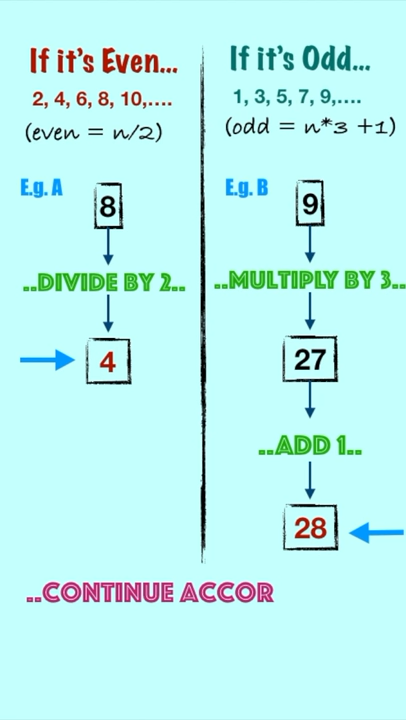 If it's Even...
2, 4, 6, 8, 10,....
(even = n/2)
E.g. A
8
..DIVIDE BY 2..
4
If it's Odd...
1, 3, 5, 7, 9,....
(odd = n*3 +1)
E.g. B
9
..MULTIPLY BY 3..
27
..ADD 1..
28
..CONTINUE ACCOR